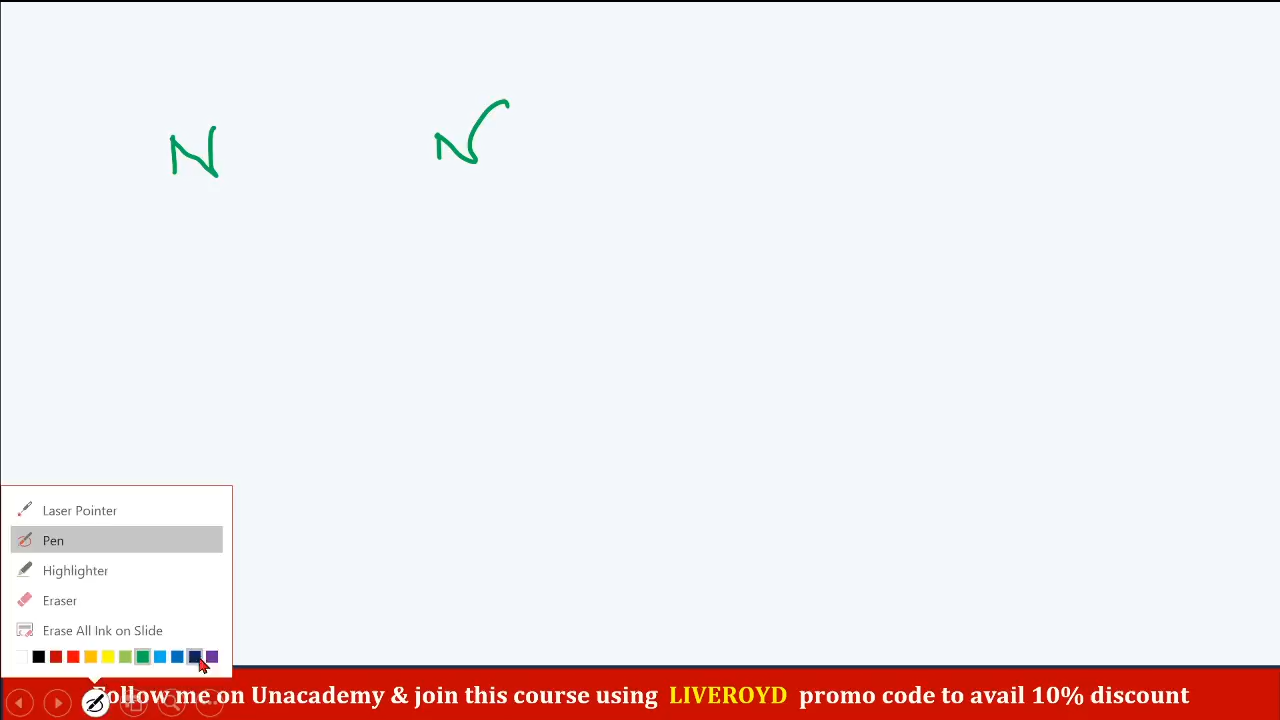 N N
Laser Pointer
Pen
Highlighter
Eraser
Erase All Ink on Slide
Follow me on Unacademy & join this course using LIVEROYD promo code to avail 10% discount